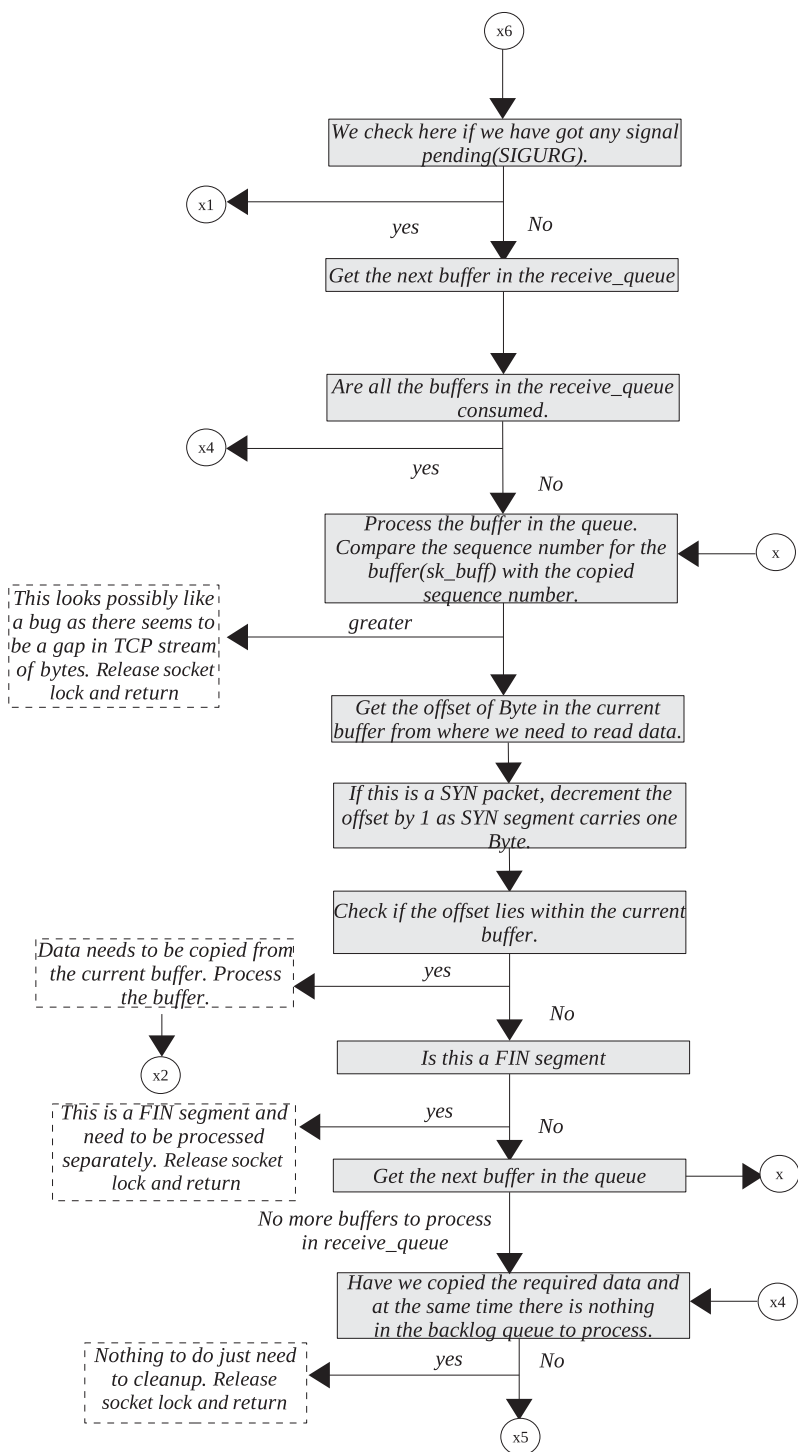 x6
We check here if we have got any signal
pending(SIGURG).
x1
yes
No
Get the next buffer in the receive_queue
Are all the buffers in the receive_queue
consumed.
x4
yes
No
Process the buffer in the queue.
Compare the sequence number for the
buffer(sk_buff) with the copied
sequence number.
x
This looks possibly like
a bug as there seems to
be a gap in TCP stream
of bytes. Release socket
lock and return
greater
Get the offset of Byte in the current
buffer from where we need to read data.
If this is a SYN packet, decrement the
offset by 1 as SYN segment carries one
Byte.
Check if the offset lies within the current
buffer.
Data needs to be copied from
the current buffer. Process
the buffer.
yes
No
x2
Is this a FIN segment
This is a FIN segment and
need to be processed
separately. Release socket
lock and return
yes
No
Get the next buffer in the queue
x
No more buffers to process
in receive_queue
Have we copied the required data and
at the same time there is nothing
in the backlog queue to process.
x4
Nothing to do just need
to cleanup. Release
socket lock and return
yes
No
x5